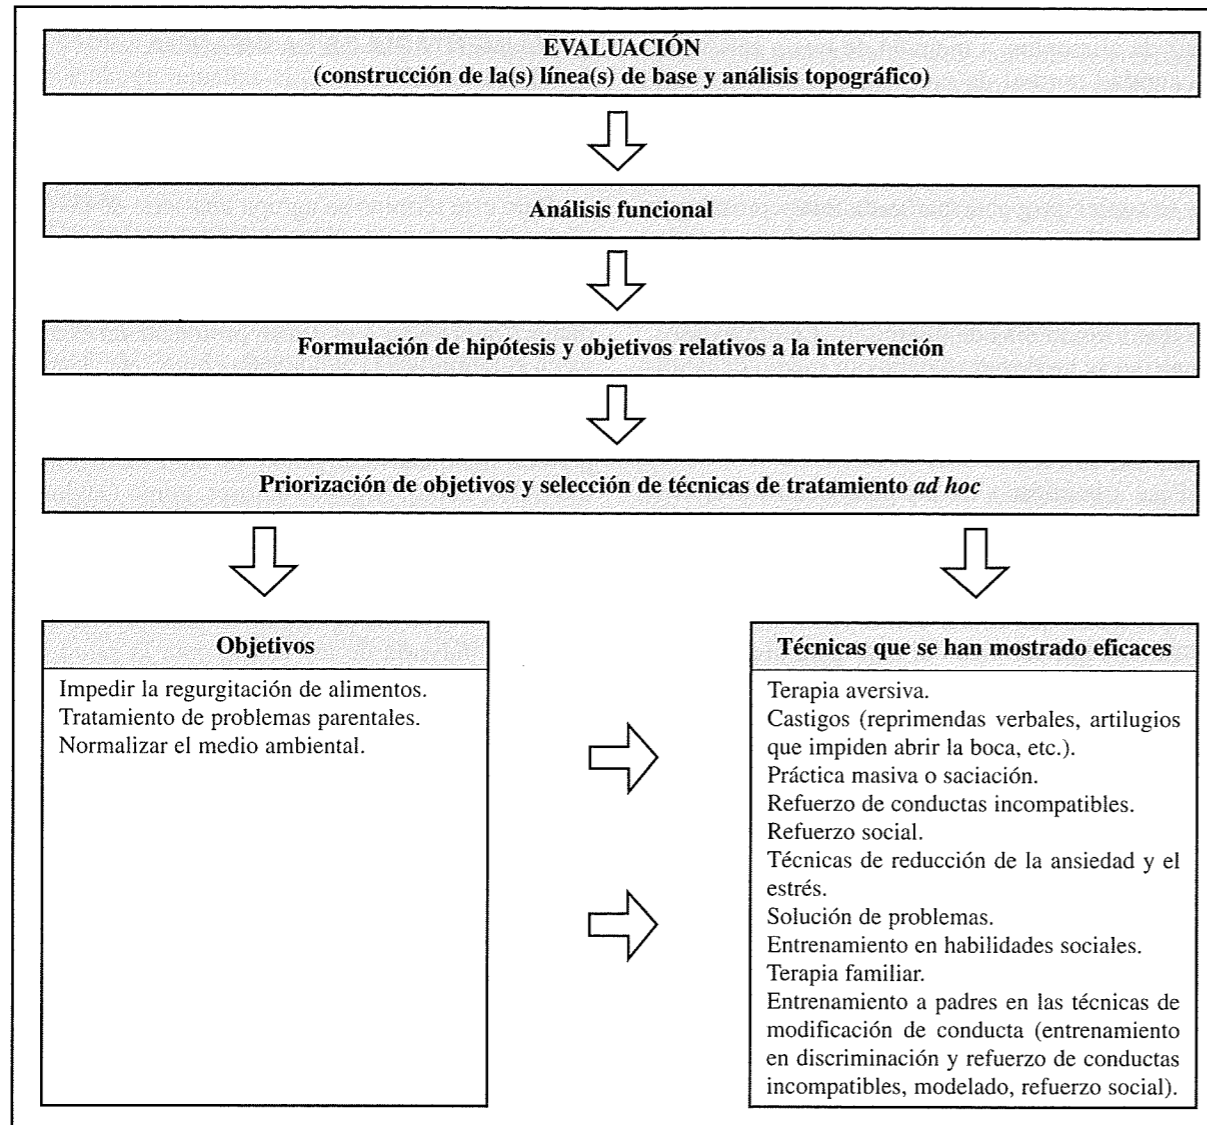 EVALUACIÓN
(construcción de la(s) línea(s) de base y análisis topográfico)
Análisis funcional
Formulación de hipótesis y objetivos relativos a la intervención
Priorización de objetivos y selección de técnicas de tratamiento ad hoc
Objetivos
Impedir la regurgitación de alimentos.
Tratamiento de problemas parentales.
Normalizar el medio ambiental.
Técnicas que se han mostrado eficaces
Terapia aversiva.
Castigos (reprimendas verbales, artilugios
que impiden abrir la boca, etc.).
Práctica masiva o saciación.
Refuerzo de conductas incompatibles.
Refuerzo social.
Técnicas de reducción de la ansiedad y el
estrés.
Solución de problemas.
Entrenamiento en habilidades sociales.
Terapia familiar.
Entrenamiento a padres en las técnicas de
modificación de conducta (entrenamiento
en discriminación y refuerzo de conductas
incompatibles, modelado, refuerzo social).